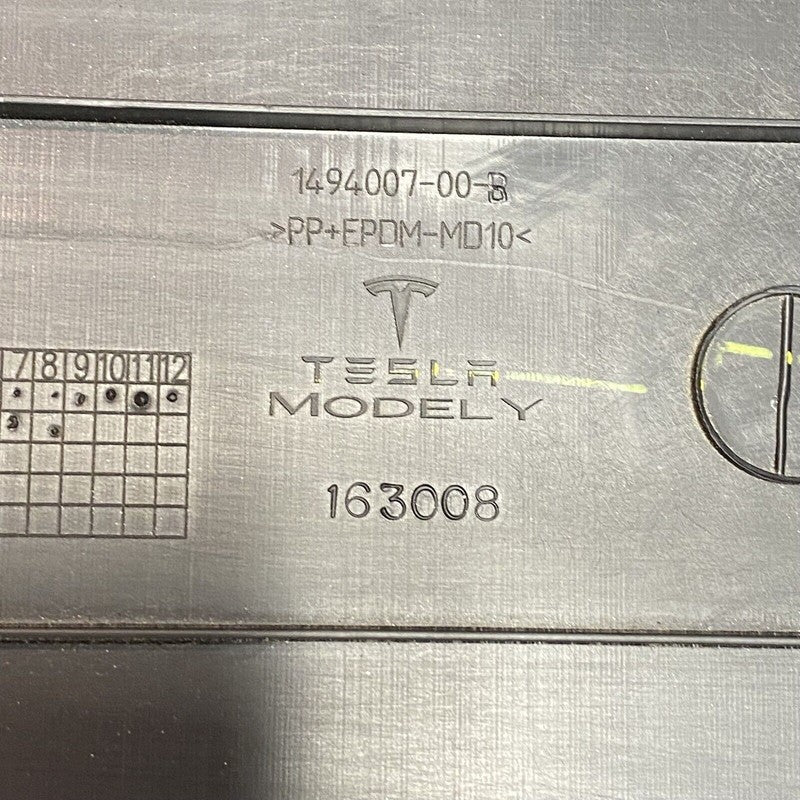 1494007-00-B
>PP+EPDM-MD10<
7 8 9 10 11 12
TESLA
MODEL Y
163008